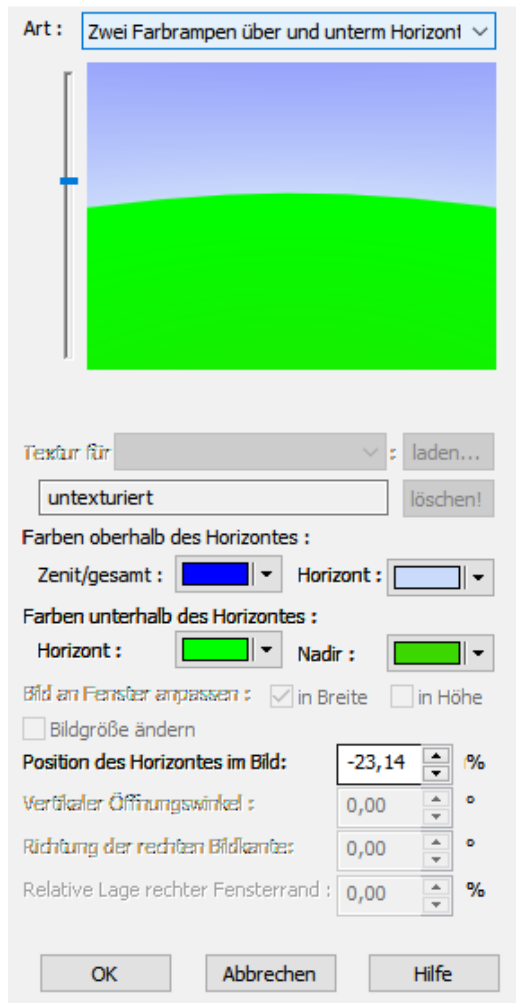 Art : Zwei Farbrampen über und unterm Horizont
Textur für : laden...
untexturiert löschen!
Farben oberhalb des Horizontes :
Zenit/gesamt : Horizont :
Farben unterhalb des Horizontes :
Horizont : Nadir :
Bild an Fenster anpassen : in Breite in Höhe
Bildgröße ändern
Position des Horizontes im Bild: -23,14 %
Vertikaler Öffnungswinkel : 0,00 °
Richtung der rechten Bildkante: 0,00 °
Relative Lage rechter Fensterrand : 0,00 %
OK Abbrechen Hilfe